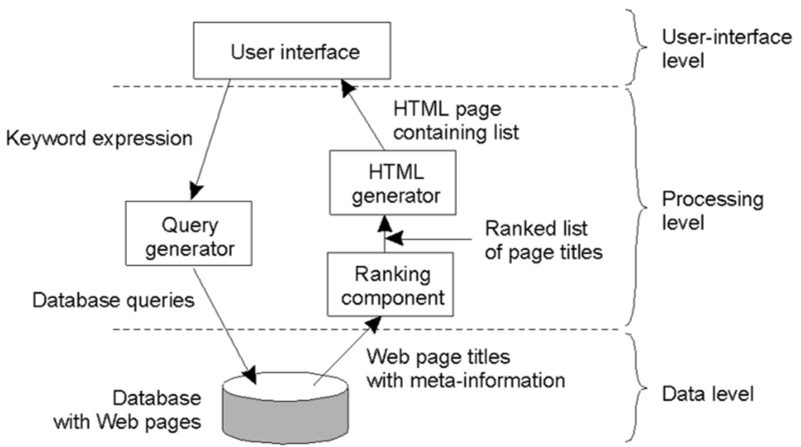 User interface
User-interface
level
HTML page
containing list
Keyword expression
HTML
generator
Processing
level
Query
generator
Ranked list
of page titles
Ranking
component
Database queries
Web page titles
with meta-information
Database
with Web pages
Data level